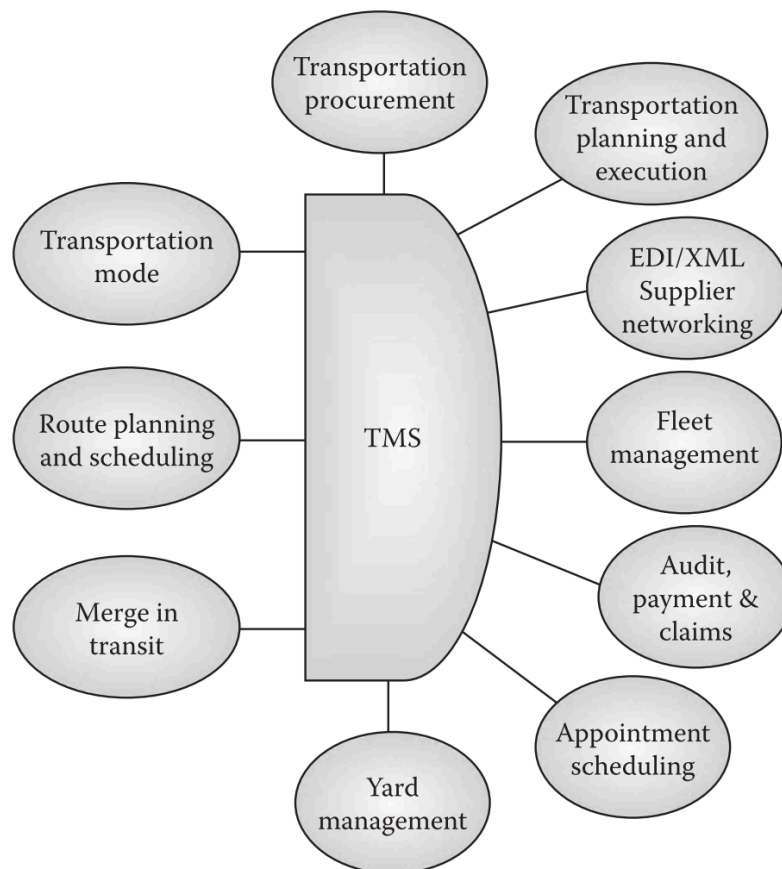 Transportation
procurement
Transportation
planning and
execution
Transportation
mode
EDI/XML
Supplier
networking
Route planning
and scheduling
TMS
Fleet
management
Audit,
payment &
claims
Merge in
transit
Appointment
scheduling
Yard
management